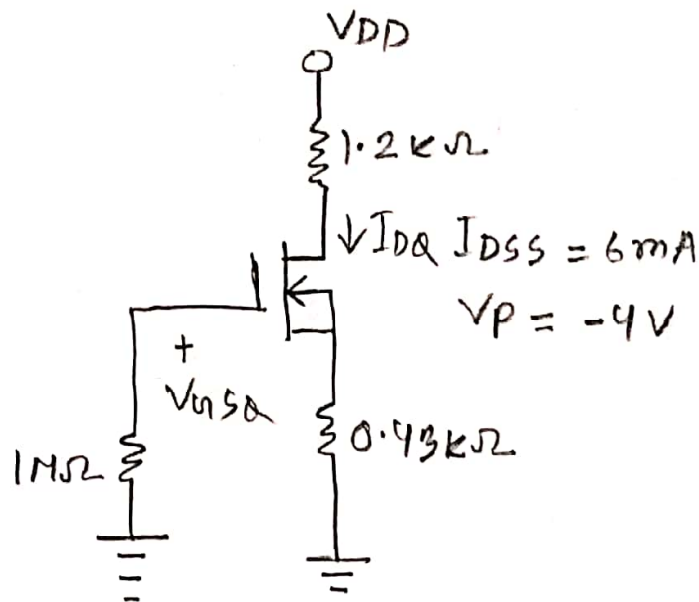 VDD
1.2kΩ
↓IDQ IDSS = 6mA
VP = -4V
+
VGSQ
1MΩ
0.43kΩ